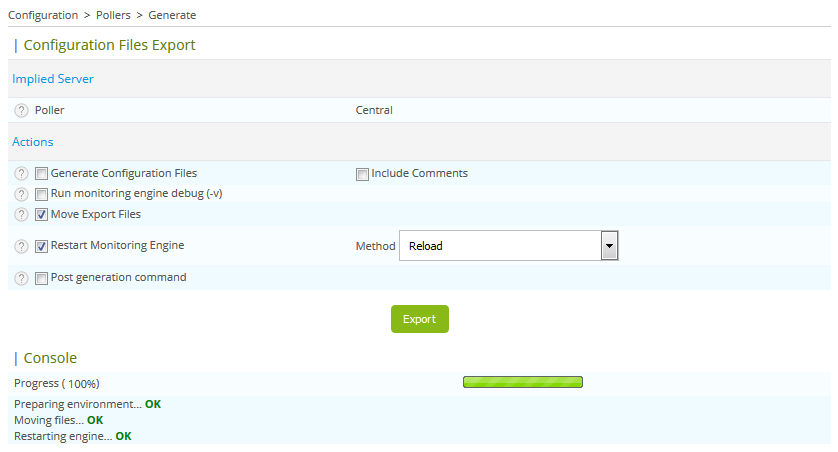 Configuration > Pollers > Generate
| Configuration Files Export
Implied Server
? Poller Central
Actions
? Generate Configuration Files Include Comments
? Run monitoring engine debug (-v)
? Move Export Files
? Restart Monitoring Engine Method Reload
? Post generation command
Export
| Console
Progress ( 100%)
Preparing environment... OK
Moving files... OK
Restarting engine... OK